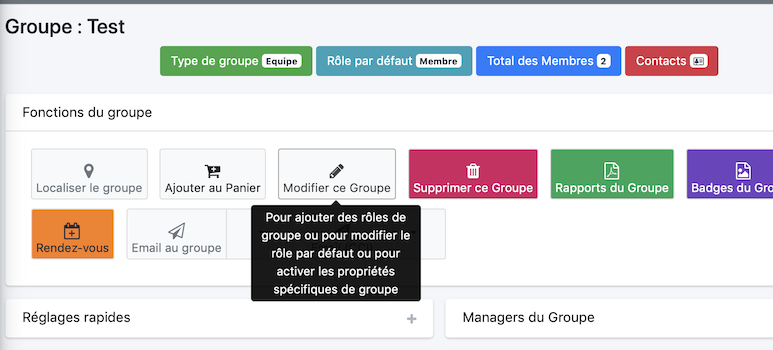 Groupe : Test
Type de groupe Equipe Rôle par défaut Membre Total des Membres 2 Contacts
Fonctions du groupe
Localiser le groupe Ajouter au Panier Modifier ce Groupe Supprimer ce Groupe Rapports du Groupe Badges du Gro
Rendez-vous Email au groupe
Pour ajouter des rôles de
groupe ou pour modifier le
rôle par défaut ou pour
activer les propriétés
spécifiques de groupe
Réglages rapides + Managers du Groupe